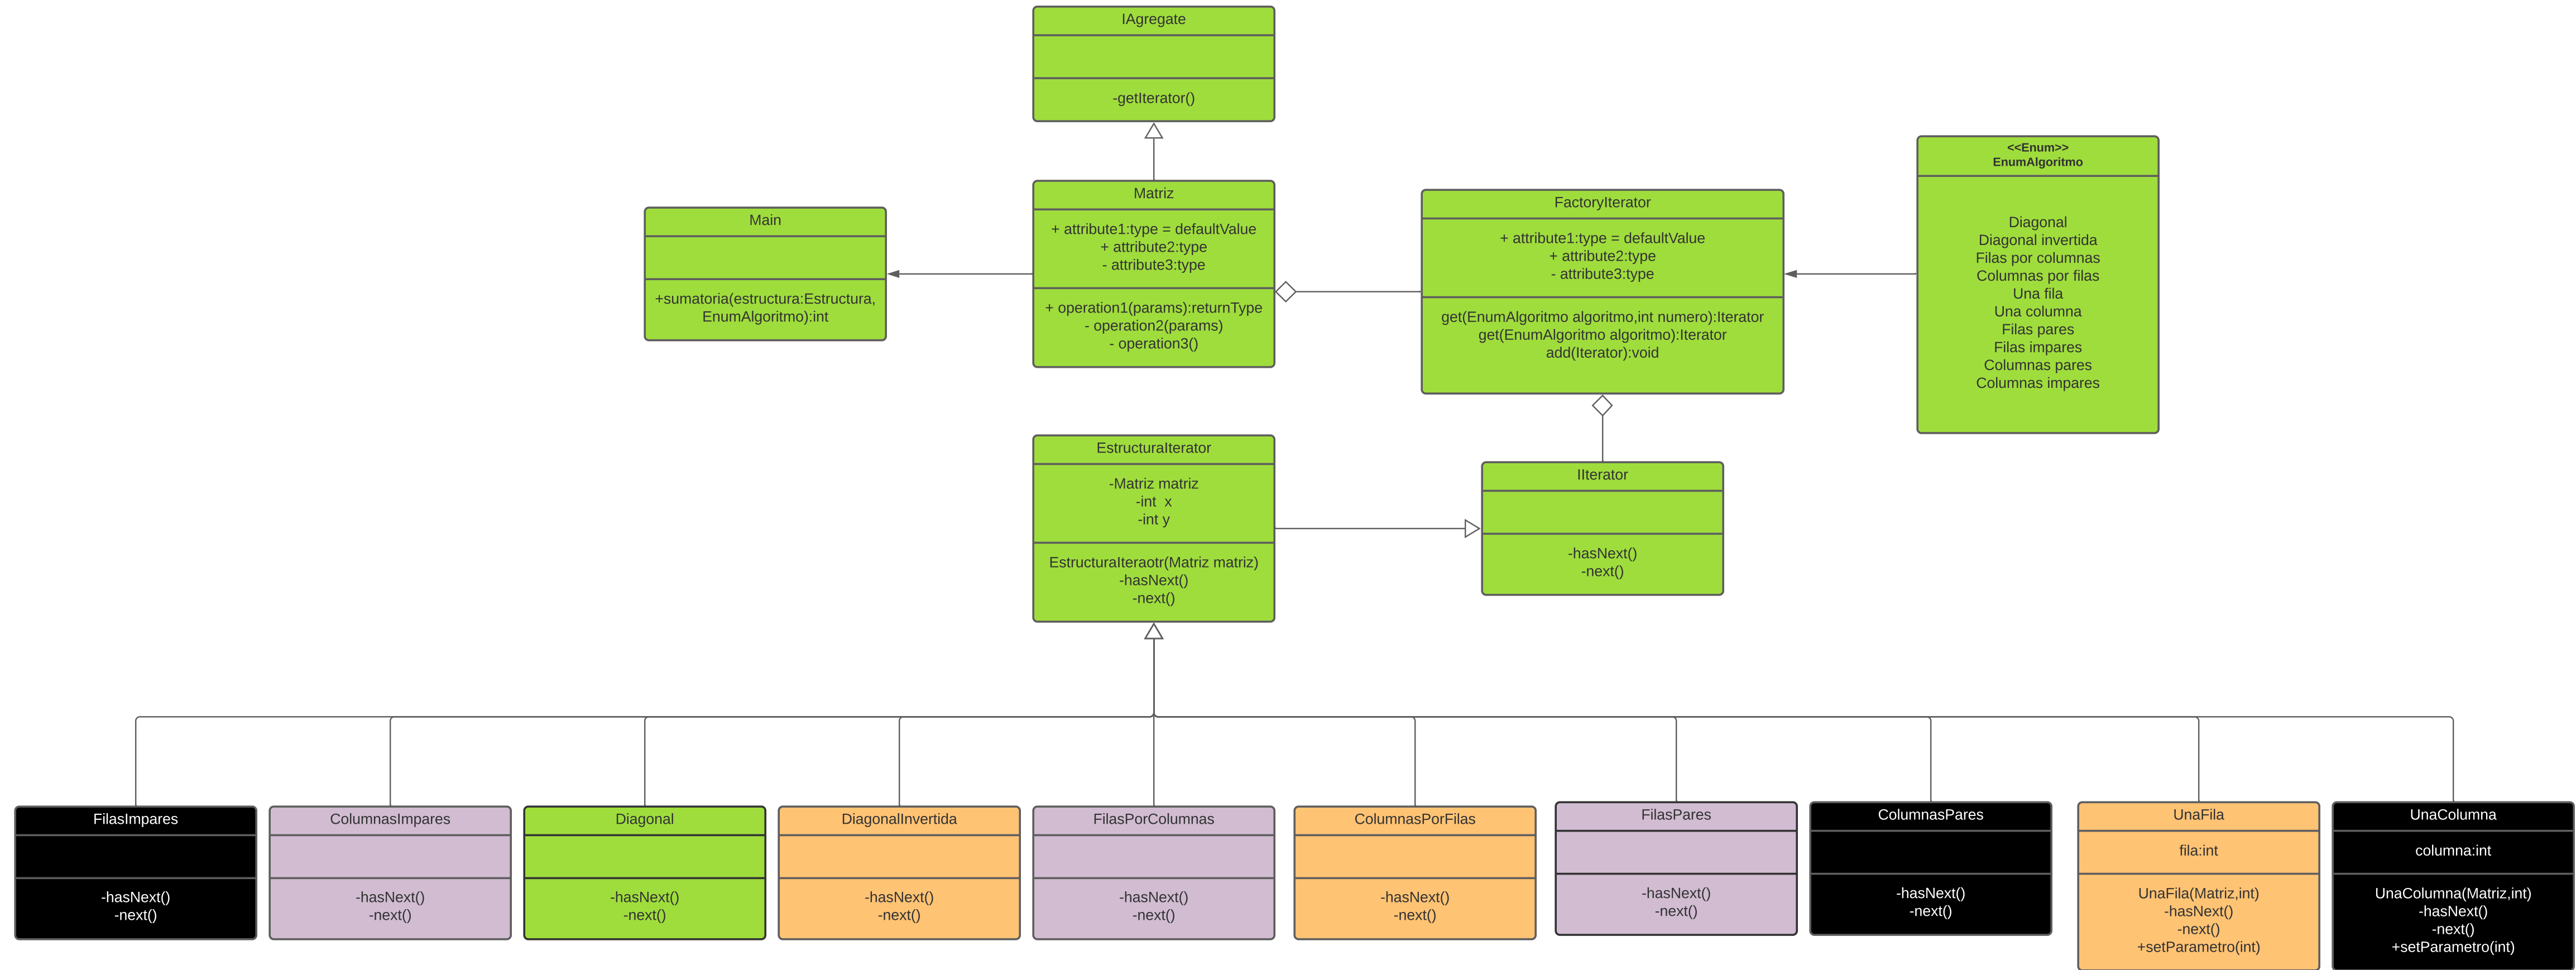 IAgregate
-getIterator()
<<Enum>>
EnumAlgoritmo
Diagonal
Diagonal invertida
Filas por columnas
Columnas por filas
Una fila
Una columna
Filas pares
Filas impares
Columnas pares
Columnas impares
Matriz
+ attribute1:type = defaultValue
+ attribute2:type
- attribute3:type
+ operation1(params):returnType
- operation2(params)
- operation3()
FactoryIterator
+ attribute1:type = defaultValue
+ attribute2:type
- attribute3:type
get(EnumAlgoritmo algoritmo,int numero):Iterator
get(EnumAlgoritmo algoritmo):Iterator
add(Iterator):void
Main
+sumatoria(estructura:Estructura,
EnumAlgoritmo):int
EstructuraIterator
-Matriz matriz
-int  x
-int y
EstructuraIteraotr(Matriz matriz)
-hasNext()
-next()
IIterator
-hasNext()
-next()
FilasImpares
-hasNext()
-next()
ColumnasImpares
-hasNext()
-next()
Diagonal
-hasNext()
-next()
DiagonalInvertida
-hasNext()
-next()
FilasPorColumnas
-hasNext()
-next()
ColumnasPorFilas
-hasNext()
-next()
FilasPares
-hasNext()
-next()
ColumnasPares
-hasNext()
-next()
UnaFila
fila:int
UnaFila(Matriz,int)
-hasNext()
-next()
+setParametro(int)
UnaColumna
columna:int
UnaColumna(Matriz,int)
-hasNext()
-next()
+setParametro(int)